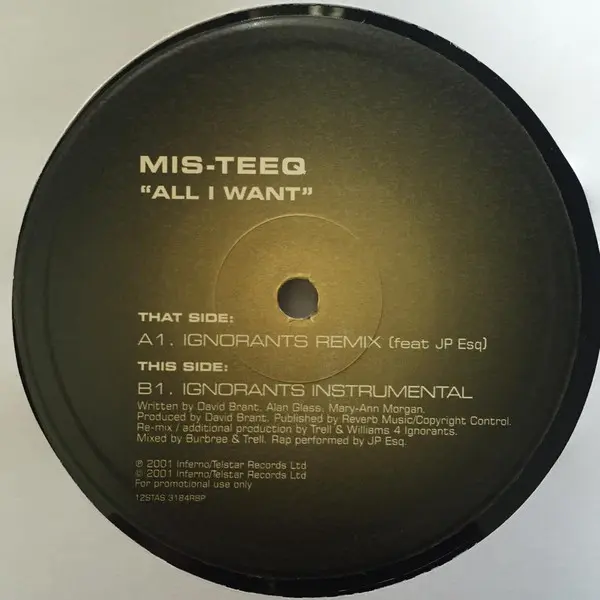 MIS-TEEQ
"ALL I WANT"
THAT SIDE:
A1. IGNORANTS REMIX (feat JP Esq)
THIS SIDE:
B1. IGNORANTS INSTRUMENTAL
Written by David Brant, Alan Glass, Mary-Ann Morgan.
Produced by David Brant. Published by Reverb Music/Copyright Control.
Re-mix / additional production by Trell & Williams 4 Ignorants.
Mixed by Burbree & Trell. Rap performed by JP Esq.
℗ 2001 Inferno/Telstar Records Ltd
© 2001 Inferno/Telstar Records Ltd
For promotional use only
12STAS 3184RSP